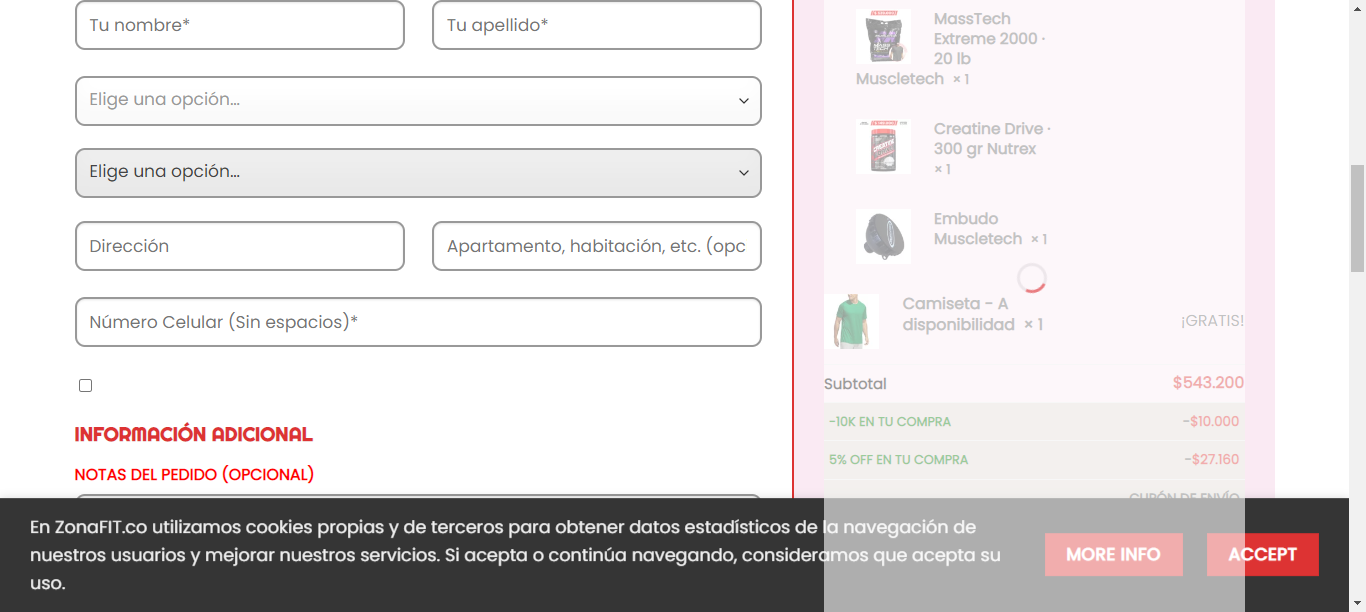 Tu nombre*
Tu apellido*
Elige una opción...
Elige una opción...
Dirección
Apartamento, habitación, etc. (opc
Número Celular (Sin espacios)*
INFORMACIÓN ADICIONAL
NOTAS DEL PEDIDO (OPCIONAL)
MassTech
Extreme 2000 ·
20 lb
Muscletech × 1
Creatine Drive ·
300 gr Nutrex
× 1
Embudo
Muscletech × 1
Camiseta - A
disponibilidad × 1
¡GRATIS!
Subtotal $543.200
-10K EN TU COMPRA -$10.000
5% OFF EN TU COMPRA -$27.160
CUPÓN DE ENVÍO
En ZonaFIT.co utilizamos cookies propias y de terceros para obtener datos estadísticos de la navegación de
nuestros usuarios y mejorar nuestros servicios. Si acepta o continúa navegando, consideramos que acepta su
uso.
MORE INFO
ACCEPT